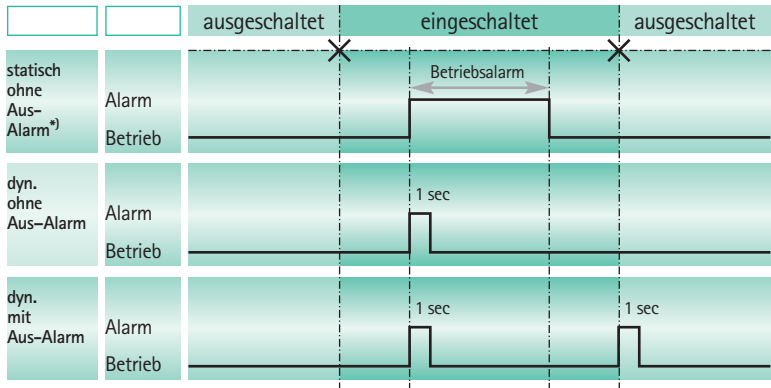 ausgeschaltet eingeschaltet ausgeschaltet
statisch
ohne
Aus-
Alarm*)
Alarm
Betrieb
Betriebsalarm
dyn.
ohne
Aus–Alarm
Alarm
Betrieb
1 sec
dyn.
mit
Aus-Alarm
Alarm
Betrieb
1 sec
1 sec